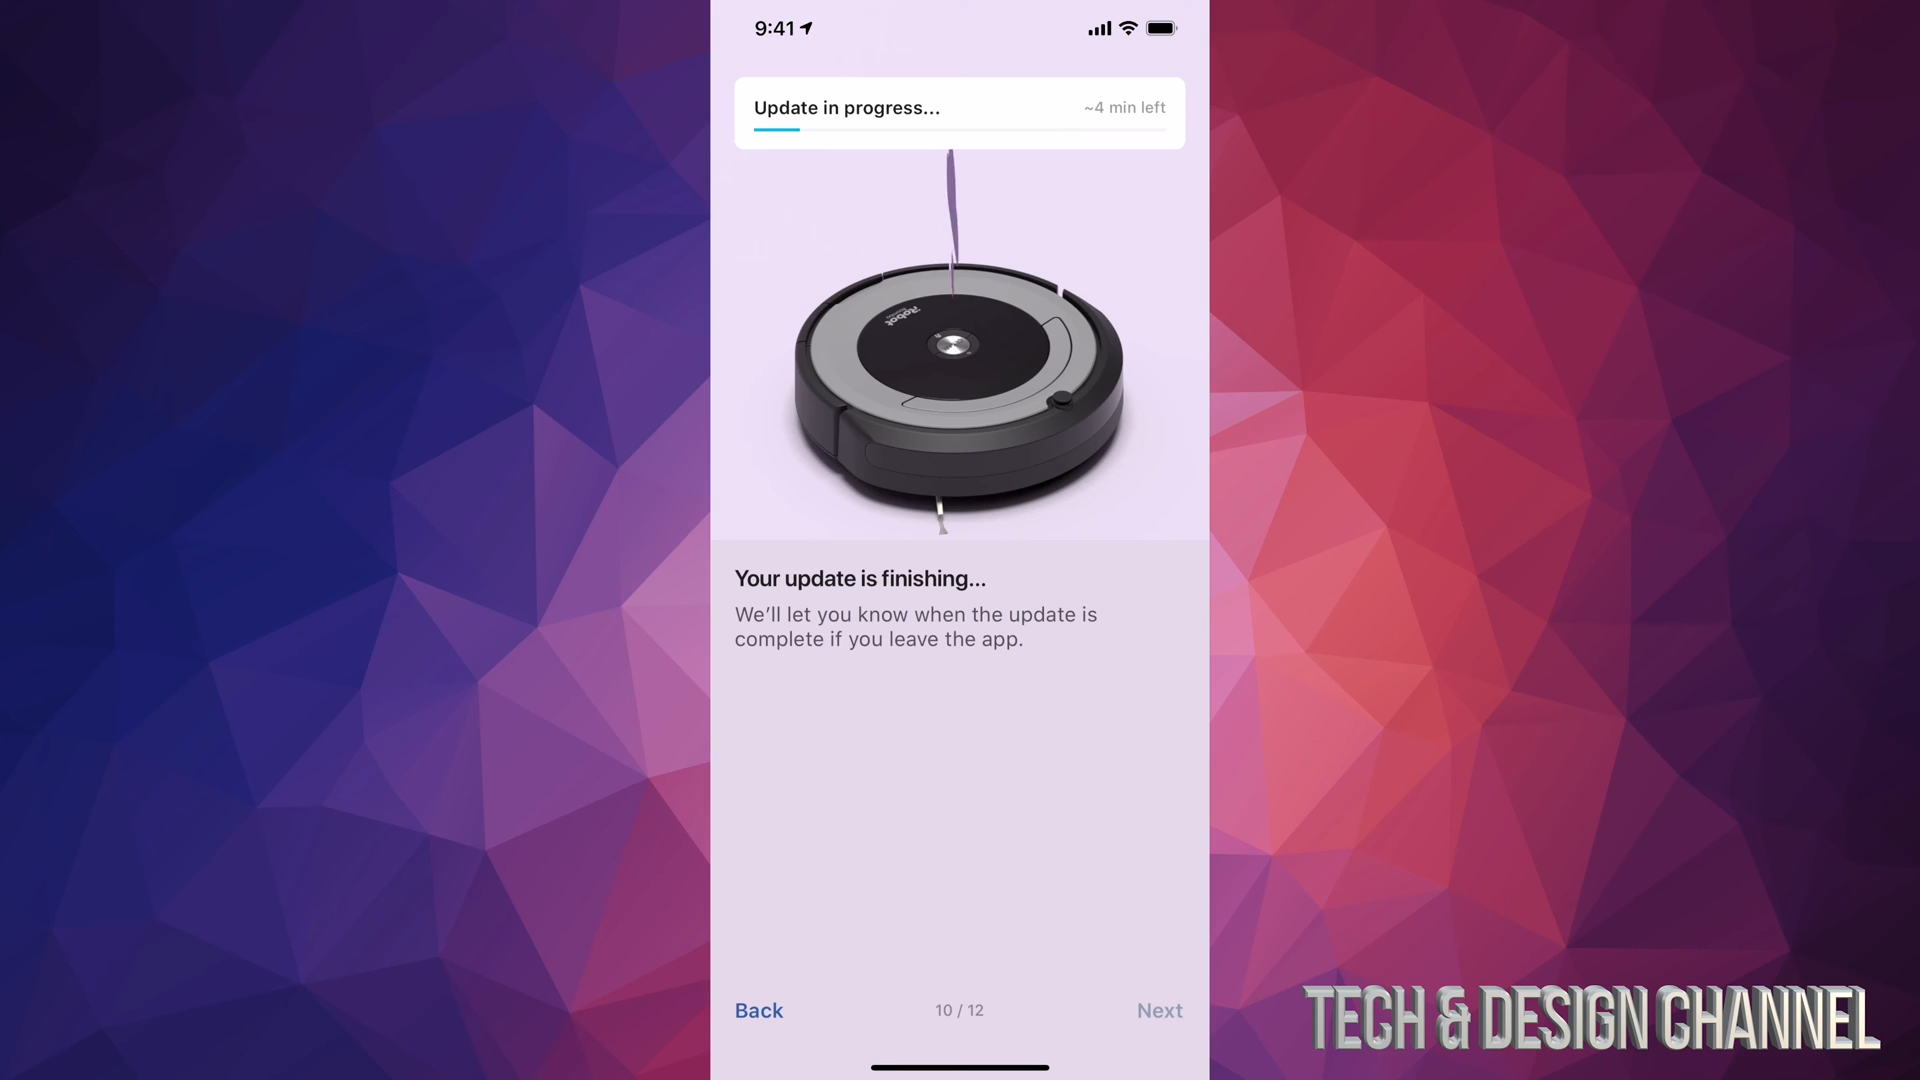 9:41
Update in progress...
~4 min left
iRobot
Your update is finishing...
We'll let you know when the update is
complete if you leave the app.
Back
10 / 12
Next
TECH & DESIGN CHANNEL